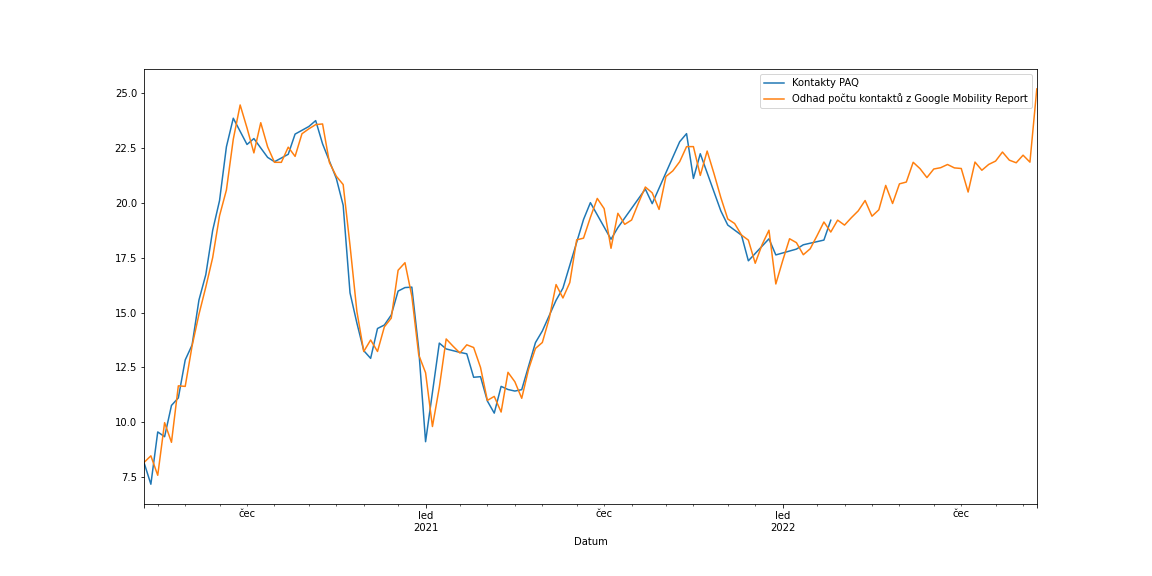 25.0
22.5
20.0
17.5
15.0
12.5
10.0
7.5
Kontakty PAQ
Odhad počtu kontaktů z Google Mobility Report
čec
led
2021
čec
led
2022
čec
Datum